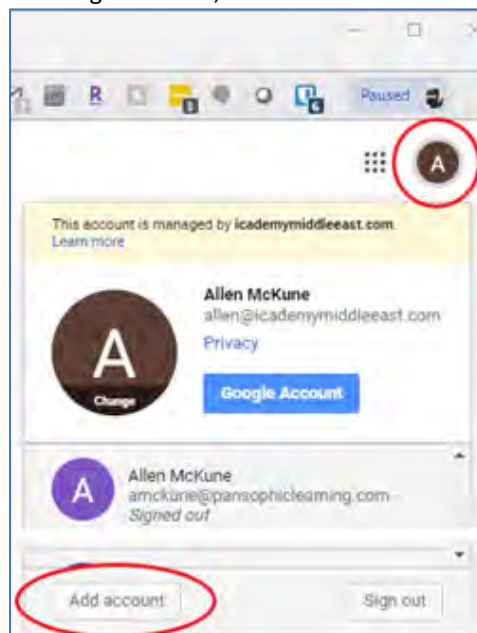 R
Paused
A
This account is managed by icademymiddleeast.com.
Learn more
Allen McKune
allen@icademymiddleeast.com
Privacy
A
Change
Google Account
A
Allen McKune
amckune@pansophiclearning.com
Signed out
Add account
Sign out